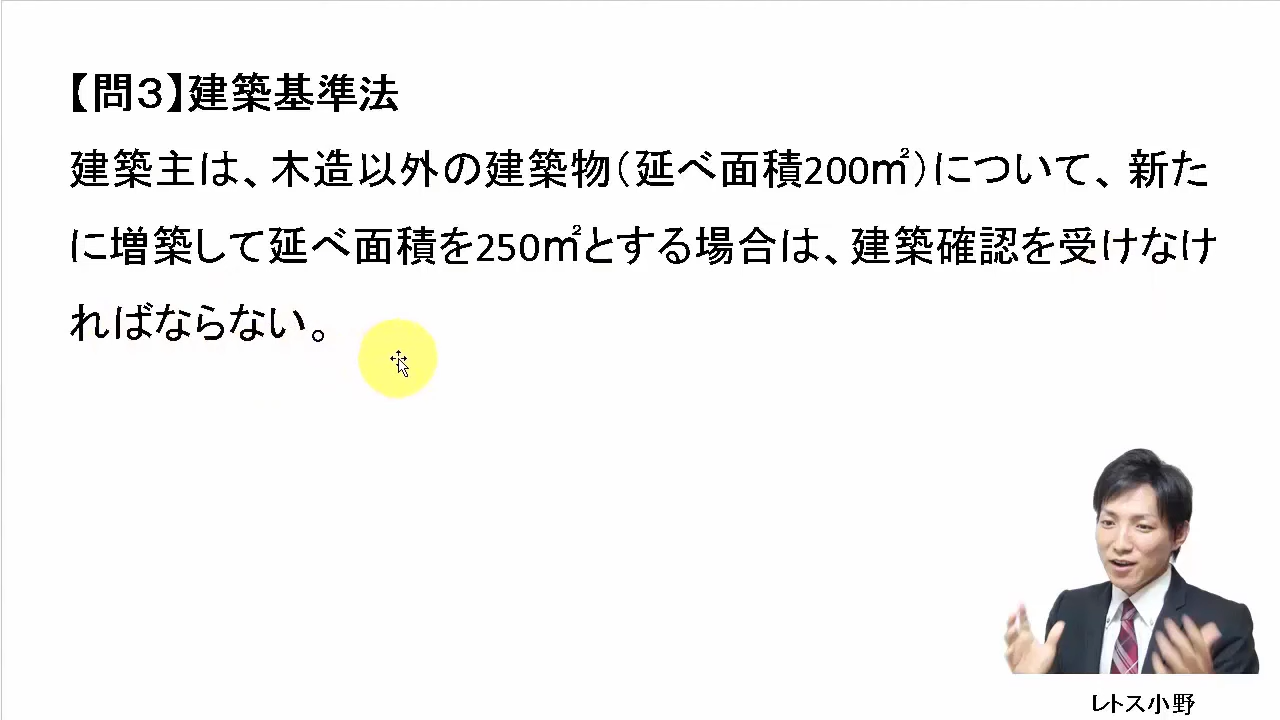 【問３】建築基準法
建築主は、木造以外の建築物（延べ面積200㎡）について、新た
に増築して延べ面積を250㎡とする場合は、建築確認を受けなけ
ればならない。
レトス小野